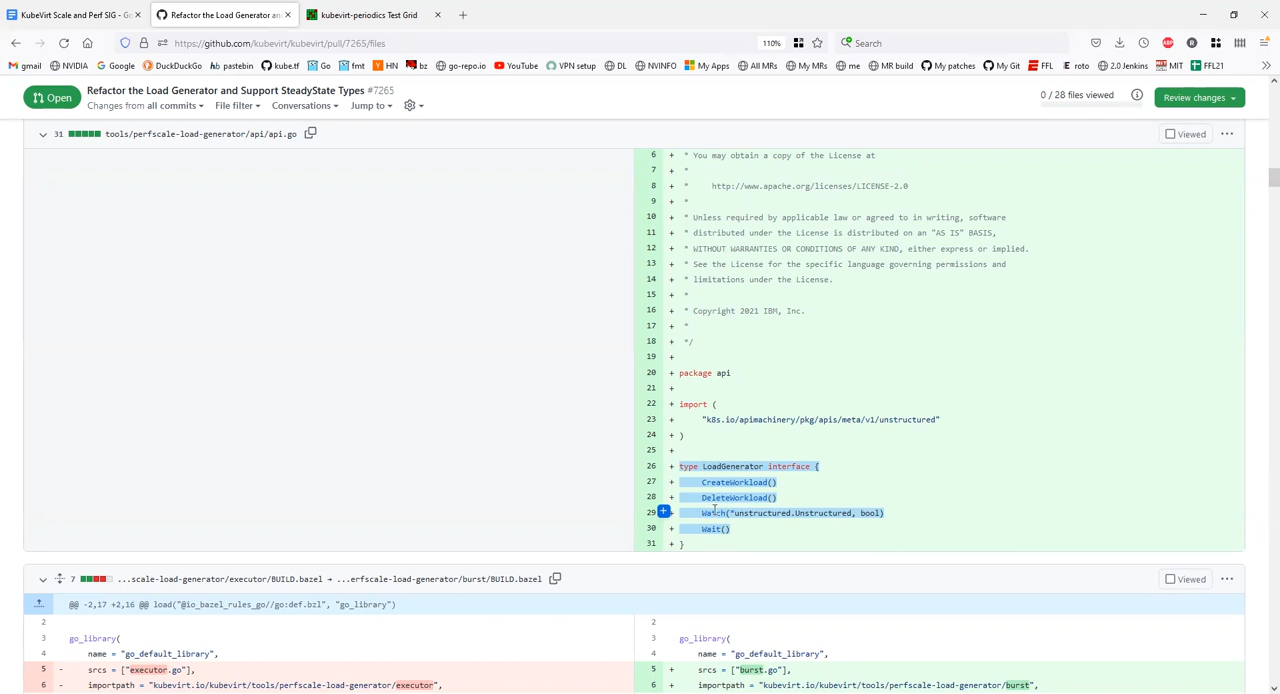 KubeVirt Scale and Perf SIG - Go
Refactor the Load Generator an
kubevirt-periodics Test Grid
https://github.com/kubevirt/kubevirt/pull/7265/files
110%
Search
gmail NVIDIA Google DuckDuckGo pastebin kube.tf Go fmt HN bz go-repo.io YouTube VPN setup DL NVINFO My Apps All MRs My MRs me MR build My patches My Git FFL roto 2.0 Jenkins MIT FFL21
Open
Refactor the Load Generator and Support SteadyState Types #7265
Changes from all commits File filter Conversations Jump to
0 / 28 files viewed
Review changes
31 tools/perfscale-load-generator/api/api.go
Viewed
6 + * You may obtain a copy of the License at
7 + *
8 + * http://www.apache.org/licenses/LICENSE-2.0
9 + *
10 + * Unless required by applicable law or agreed to in writing, software
11 + * distributed under the License is distributed on an "AS IS" BASIS,
12 + * WITHOUT WARRANTIES OR CONDITIONS OF ANY KIND, either express or implied.
13 + * See the License for the specific language governing permissions and
14 + * limitations under the License.
15 + *
16 + * Copyright 2021 IBM, Inc.
17 + *
18 + */
19 +
20 + package api
21 +
22 + import (
23 + "k8s.io/apimachinery/pkg/apis/meta/v1/unstructured"
24 + )
25 +
26 + type LoadGenerator interface {
27 + CreateWorkload()
28 + DeleteWorkload()
29 + Watch(*unstructured.Unstructured, bool)
30 + Wait()
31 + }
7 ...scale-load-generator/executor/BUILD.bazel → ...erfscale-load-generator/burst/BUILD.bazel
Viewed
@@ -2,17 +2,16 @@ load("@io_bazel_rules_go//go:def.bzl", "go_library")
2 2
3 go_library( 3 go_library(
4 name = "go_default_library", 4 name = "go_default_library",
5 - srcs = ["executor.go"], 5 + srcs = ["burst.go"],
6 - importpath = "kubevirt.io/kubevirt/tools/perfscale-load-generator/executor", 6 + importpath = "kubevirt.io/kubevirt/tools/perfscale-load-generator/burst",